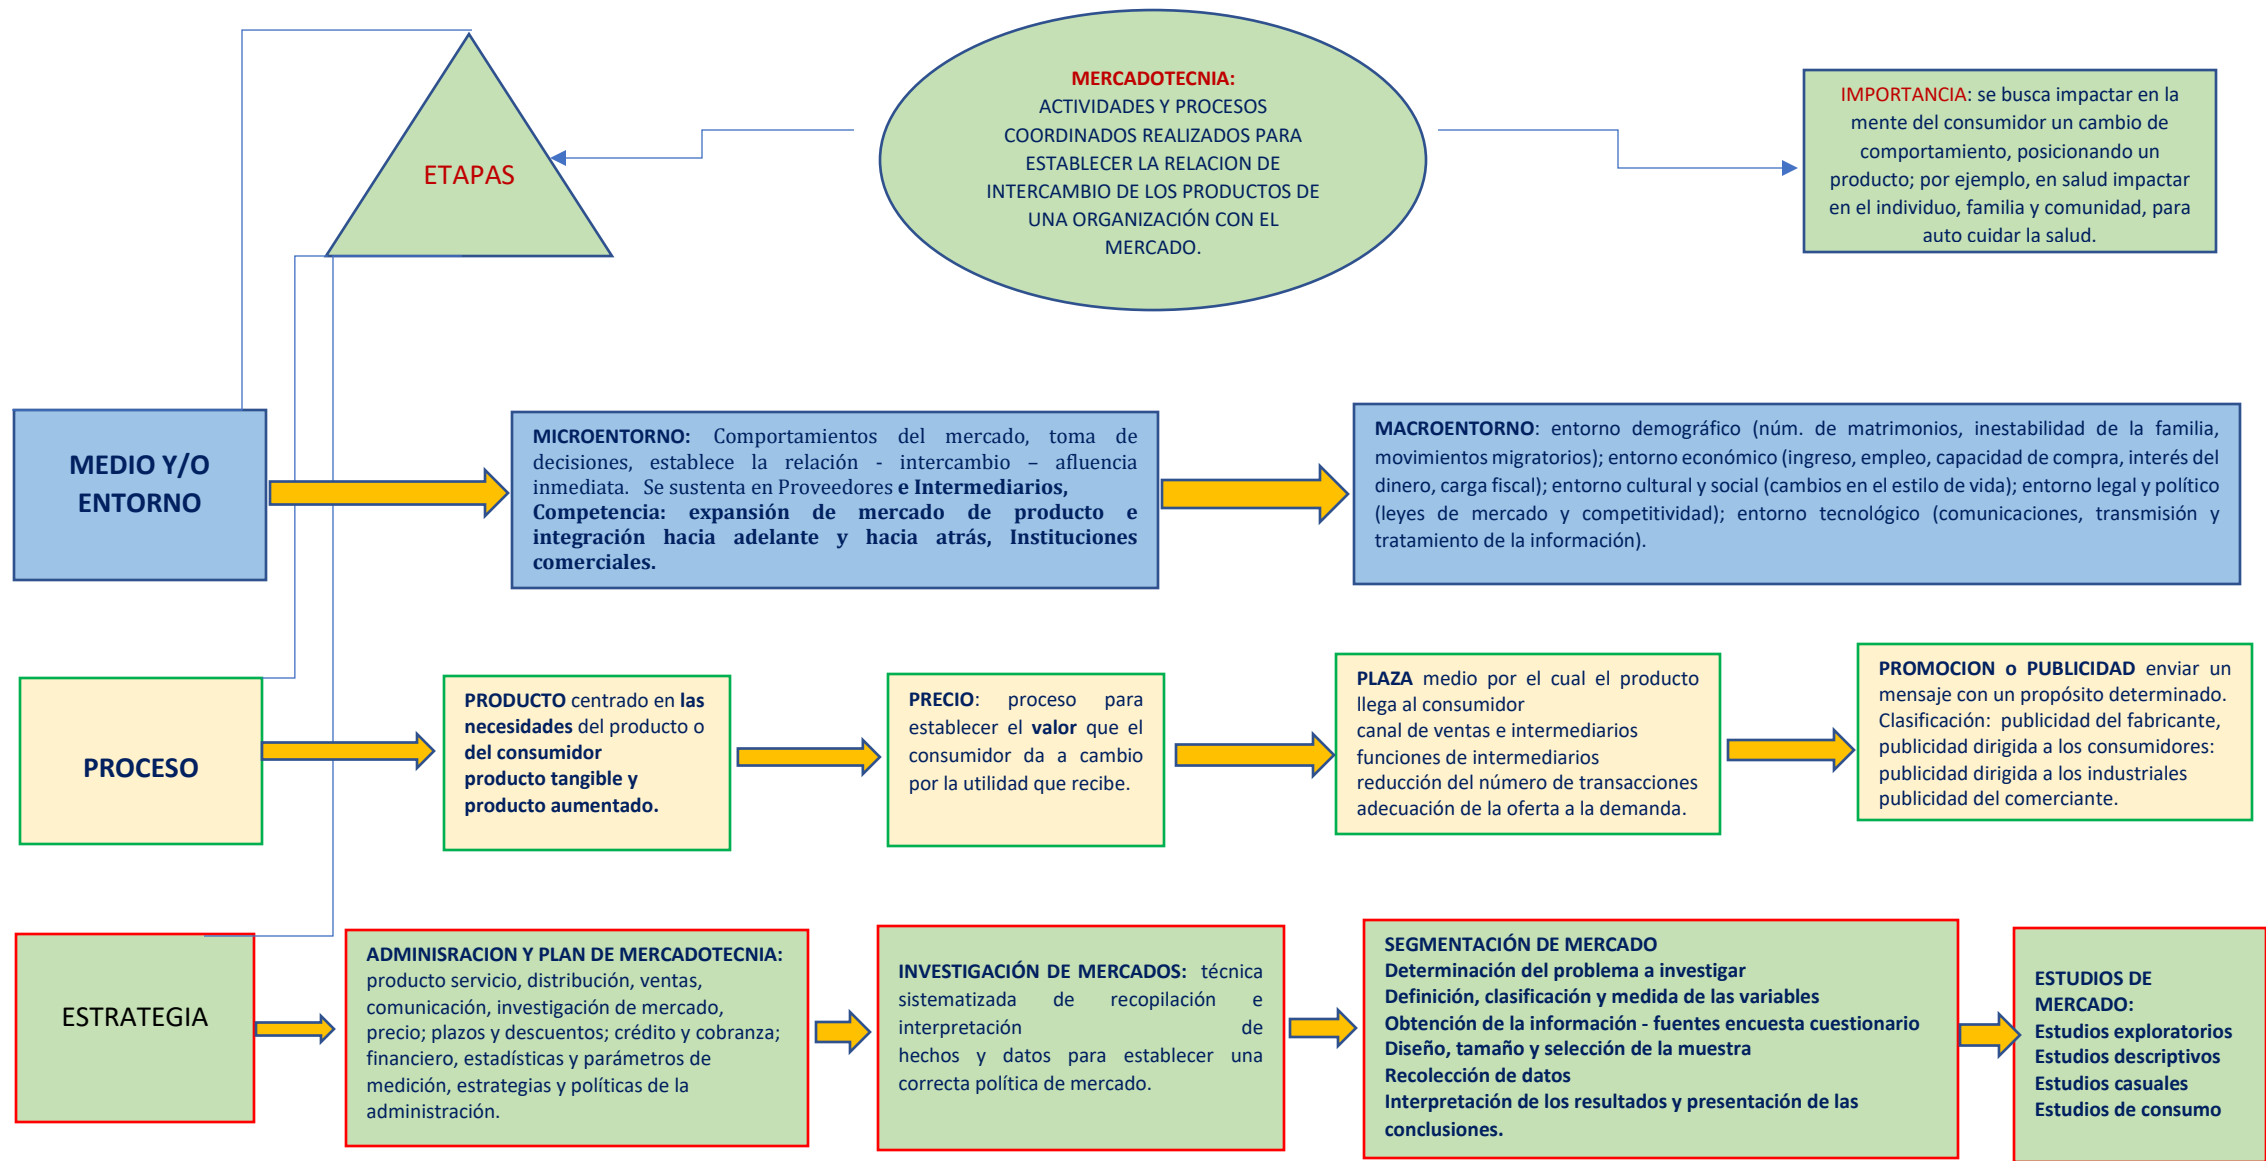 ETAPAS
MERCADOTECNIA:
ACTIVIDADES Y PROCESOS
COORDINADOS REALIZADOS PARA
ESTABLECER LA RELACION DE
INTERCAMBIO DE LOS PRODUCTOS DE
UNA ORGANIZACIÓN CON EL
MERCADO.
IMPORTANCIA: se busca impactar en la
mente del consumidor un cambio de
comportamiento, posicionando un
producto; por ejemplo, en salud impactar
en el individuo, familia y comunidad, para
auto cuidar la salud.
MEDIO Y/O
ENTORNO
MICROENTORNO: Comportamientos del mercado, toma de
decisiones, establece la relación - intercambio – afluencia
inmediata. Se sustenta en Proveedores e Intermediarios,
Competencia: expansión de mercado de producto e
integración hacia adelante y hacia atrás, Instituciones
comerciales.
MACROENTORNO: entorno demográfico (núm. de matrimonios, inestabilidad de la familia,
movimientos migratorios); entorno económico (ingreso, empleo, capacidad de compra, interés del
dinero, carga fiscal); entorno cultural y social (cambios en el estilo de vida); entorno legal y político
(leyes de mercado y competitividad); entorno tecnológico (comunicaciones, transmisión y
tratamiento de la información).
PROCESO
PRODUCTO centrado en las
necesidades del producto o
del consumidor
producto tangible y
producto aumentado.
PRECIO: proceso para
establecer el valor que el
consumidor da a cambio
por la utilidad que recibe.
PLAZA medio por el cual el producto
llega al consumidor
canal de ventas e intermediarios
funciones de intermediarios
reducción del número de transacciones
adecuación de la oferta a la demanda.
PROMOCION o PUBLICIDAD enviar un
mensaje con un propósito determinado.
Clasificación: publicidad del fabricante,
publicidad dirigida a los consumidores:
publicidad dirigida a los industriales
publicidad del comerciante.
ESTRATEGIA
ADMINISRACION Y PLAN DE MERCADOTECNIA:
producto servicio, distribución, ventas,
comunicación, investigación de mercado,
precio; plazos y descuentos; crédito y cobranza;
financiero, estadísticas y parámetros de
medición, estrategias y políticas de la
administración.
INVESTIGACIÓN DE MERCADOS: técnica
sistematizada de recopilación e
interpretación de
hechos y datos para establecer una
correcta política de mercado.
SEGMENTACIÓN DE MERCADO
Determinación del problema a investigar
Definición, clasificación y medida de las variables
Obtención de la información - fuentes encuesta cuestionario
Diseño, tamaño y selección de la muestra
Recolección de datos
Interpretación de los resultados y presentación de las
conclusiones.
ESTUDIOS DE
MERCADO:
Estudios exploratorios
Estudios descriptivos
Estudios casuales
Estudios de consumo